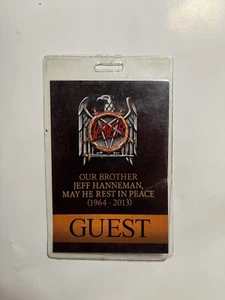 OUR BROTHER
JEFF HANNEMAN,
MAY HE REST IN PEACE
(1964 - 2013)
GUEST